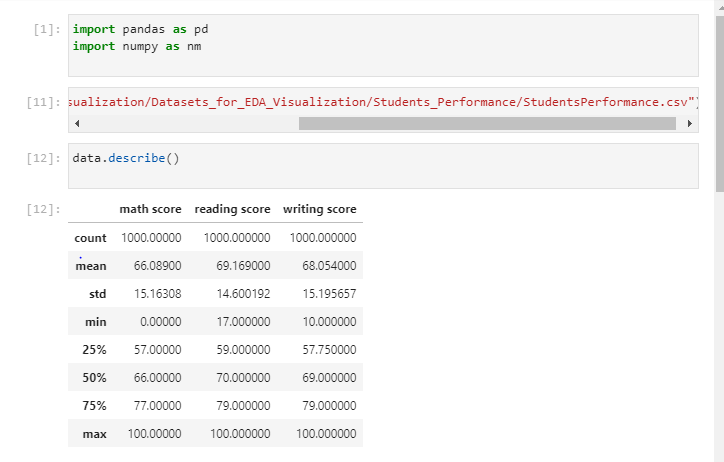 [1]: import pandas as pd
import numpy as nm
[11]: sualization/Datasets_for_EDA_Visualization/Students_Performance/StudentsPerformance.csv")
[12]: data.describe()
[12]: math score reading score writing score
count 1000.00000 1000.000000 1000.000000
mean 66.08900 69.169000 68.054000
std 15.16308 14.600192 15.195657
min 0.00000 17.000000 10.000000
25% 57.00000 59.000000 57.750000
50% 66.00000 70.000000 69.000000
75% 77.00000 79.000000 79.000000
max 100.00000 100.000000 100.000000